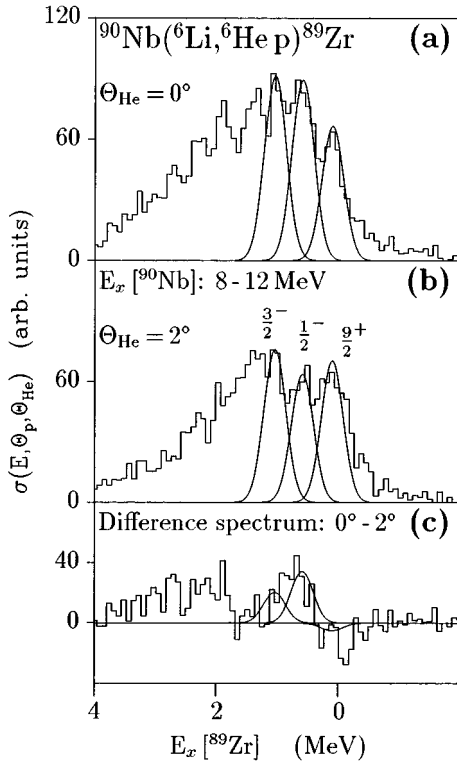 120
⁹⁰Nb(⁶Li,⁶He p)⁸⁹Zr (a)
Θ_He = 0°
60
0
E_x [⁹⁰Nb]: 8 - 12 MeV (b)
Θ_He = 2°
3/2⁻ 1/2⁻ 9/2⁺
60
0
σ(E,Θ_p,Θ_He) (arb. units)
Difference spectrum: 0° - 2° (c)
40
0
4 2 0
E_x [⁸⁹Zr] (MeV)